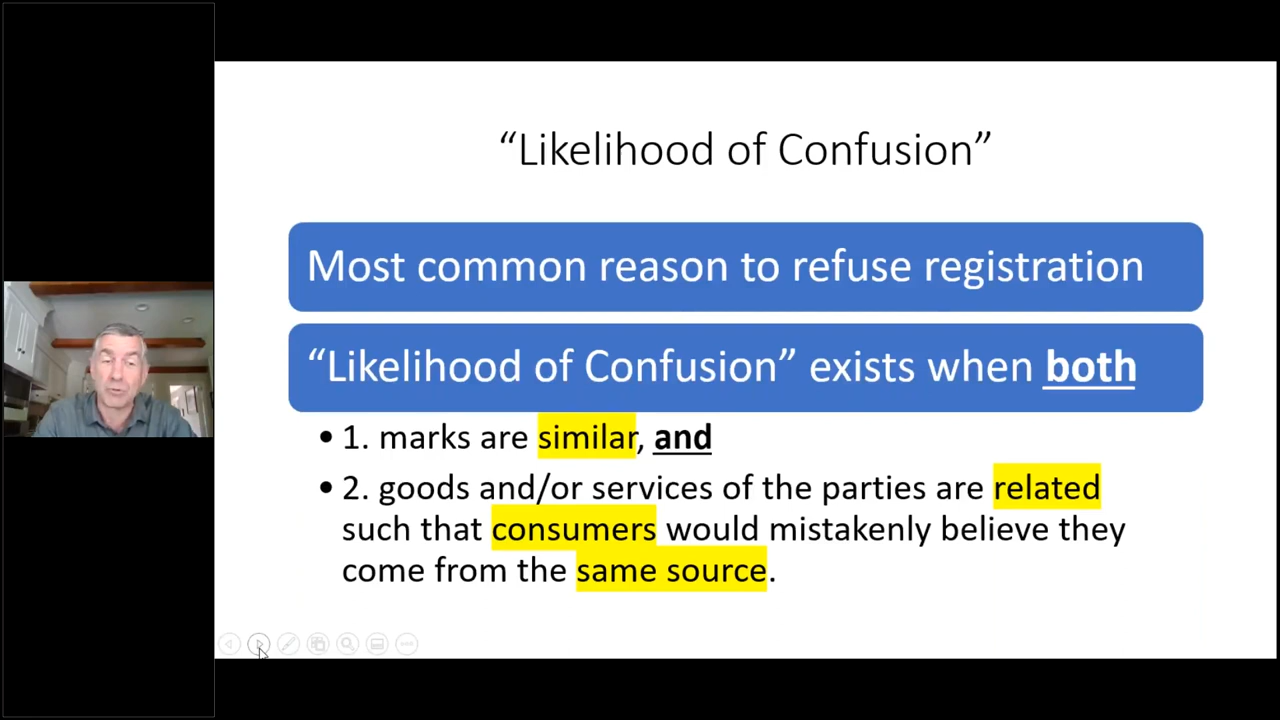 “Likelihood of Confusion”
Most common reason to refuse registration
“Likelihood of Confusion” exists when both
• 1. marks are similar, and
• 2. goods and/or services of the parties are related
such that consumers would mistakenly believe they
come from the same source.